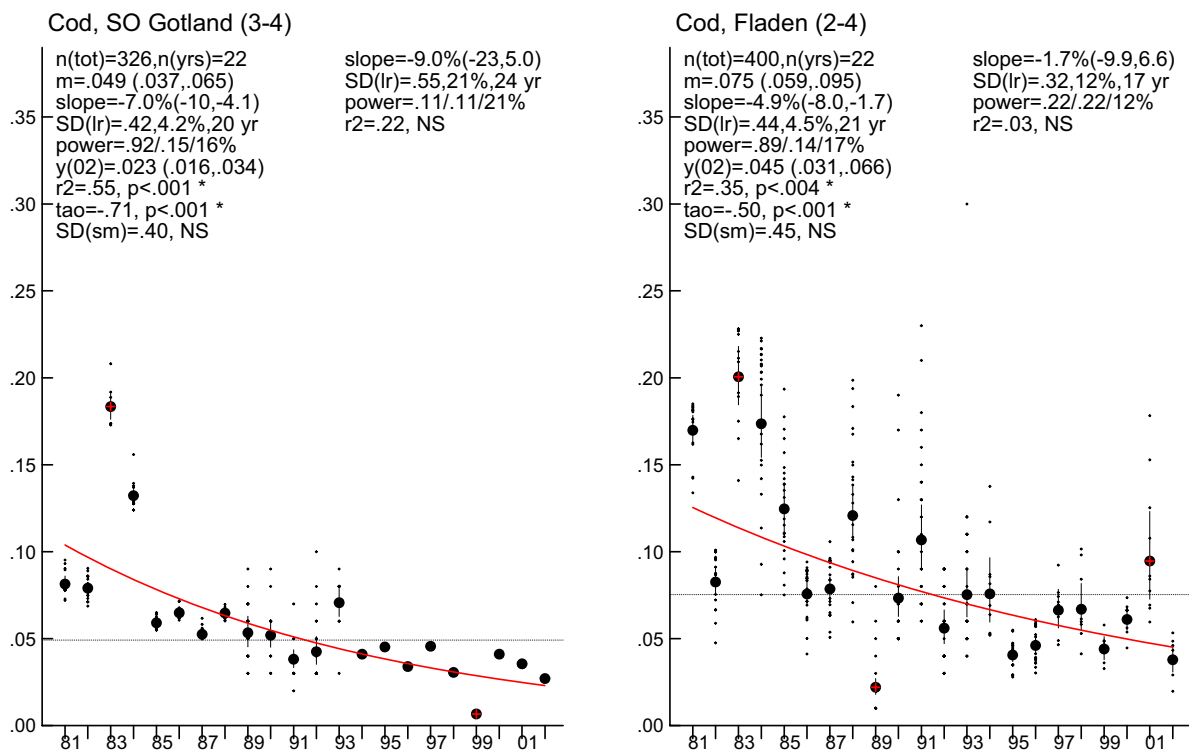 Cod, SO Gotland (3-4)
n(tot)=326,n(yrs)=22
m=.049 (.037,.065)
slope=-7.0%(-10,-4.1)
SD(lr)=.42,4.2%,20 yr
power=.92/.15/16%
y(02)=.023 (.016,.034)
r2=.55, p<.001 *
tao=-.71, p<.001 *
SD(sm)=.40, NS
slope=-9.0%(-23,5.0)
SD(lr)=.55,21%,24 yr
power=.11/.11/21%
r2=.22, NS
.35
.30
.25
.20
.15
.10
.05
.00
81 83 85 87 89 91 93 95 97 99 01
Cod, Fladen (2-4)
n(tot)=400,n(yrs)=22
m=.075 (.059,.095)
slope=-4.9%(-8.0,-1.7)
SD(lr)=.44,4.5%,21 yr
power=.89/.14/17%
y(02)=.045 (.031,.066)
r2=.35, p<.004 *
tao=-.50, p<.001 *
SD(sm)=.45, NS
slope=-1.7%(-9.9,6.6)
SD(lr)=.32,12%,17 yr
power=.22/.22/12%
r2=.03, NS
.35
.30
.25
.20
.15
.10
.05
.00
81 83 85 87 89 91 93 95 97 99 01